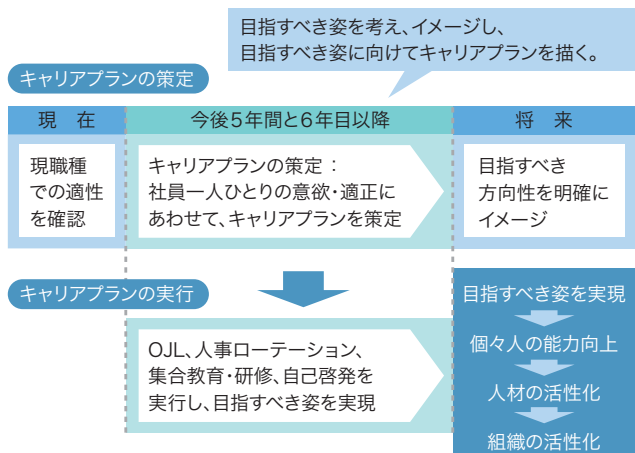 目指すべき姿を考え、イメージし、
目指すべき姿に向けてキャリアプランを描く。
キャリアプランの策定
現　在
今後5年間と6年目以降
将　来
現職種
での適性
を確認
キャリアプランの策定：
社員一人ひとりの意欲・適正に
あわせて、キャリアプランを策定
目指すべき
方向性を明確に
イメージ
キャリアプランの実行
OJL、人事ローテーション、
集合教育・研修、自己啓発を
実行し、目指すべき姿を実現
目指すべき姿を実現
個々人の能力向上
人材の活性化
組織の活性化